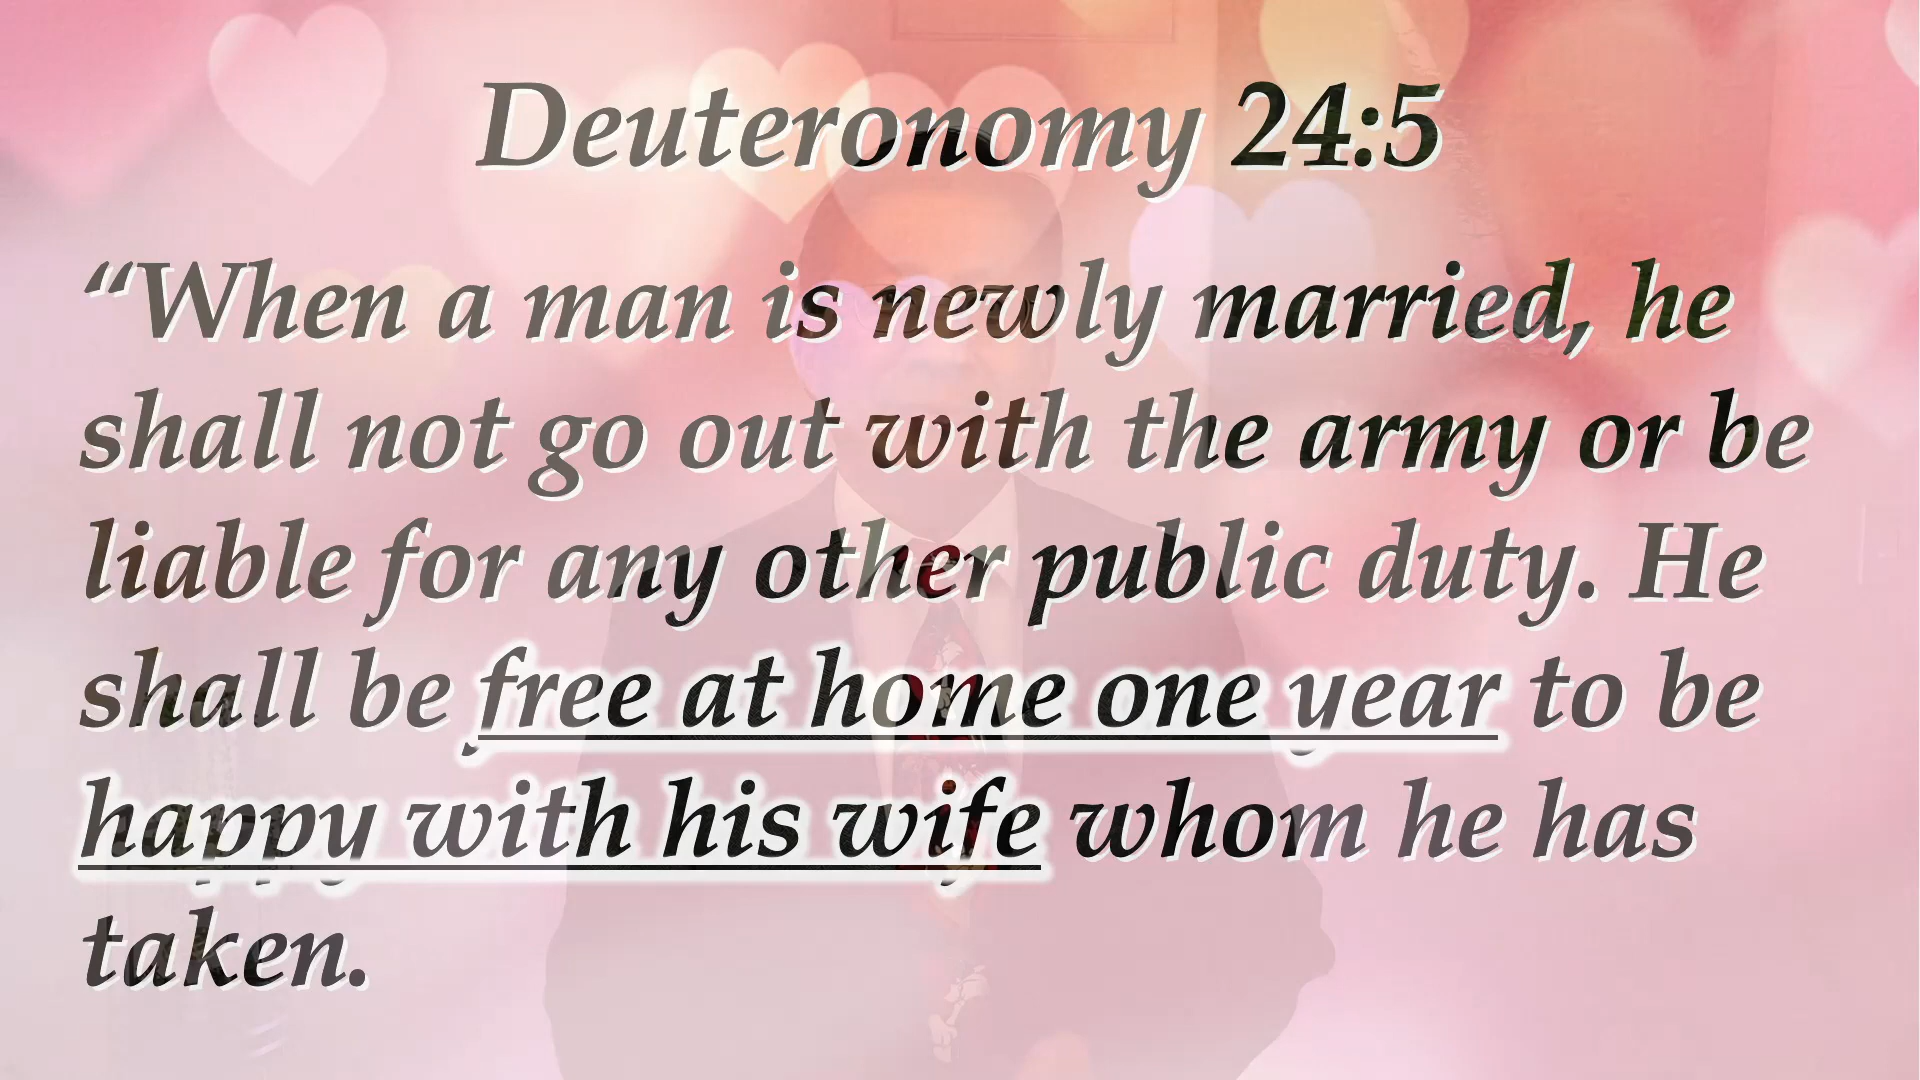 Deuteronomy 24:5
“When a man is newly married, he
shall not go out with the army or be
liable for any other public duty. He
shall be free at home one year to be
happy with his wife whom he has
taken.